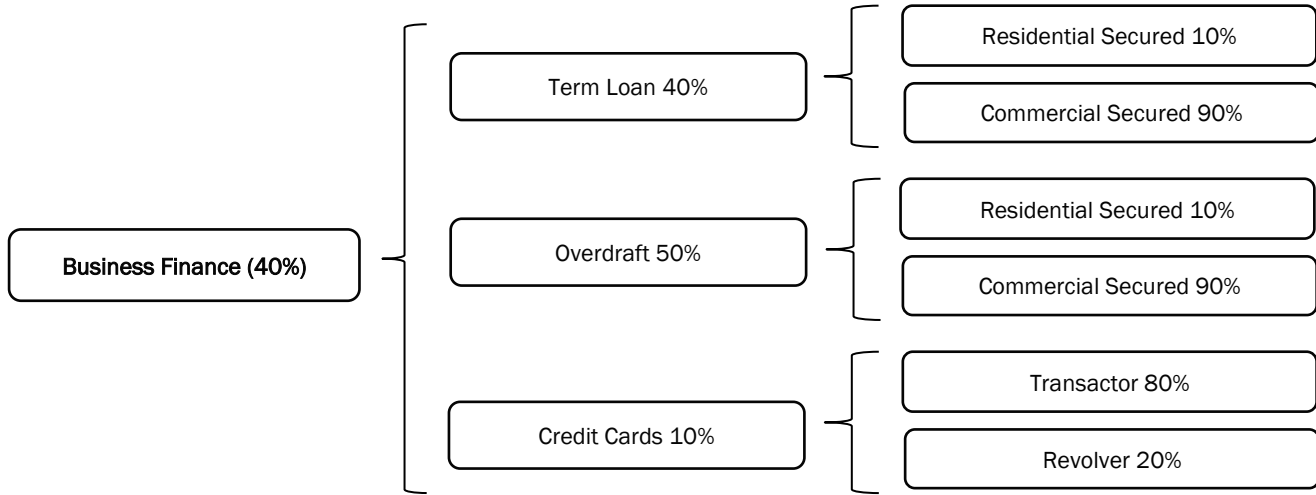 Business Finance (40%)
Term Loan 40%
Residential Secured 10%
Commercial Secured 90%
Overdraft 50%
Residential Secured 10%
Commercial Secured 90%
Credit Cards 10%
Transactor 80%
Revolver 20%